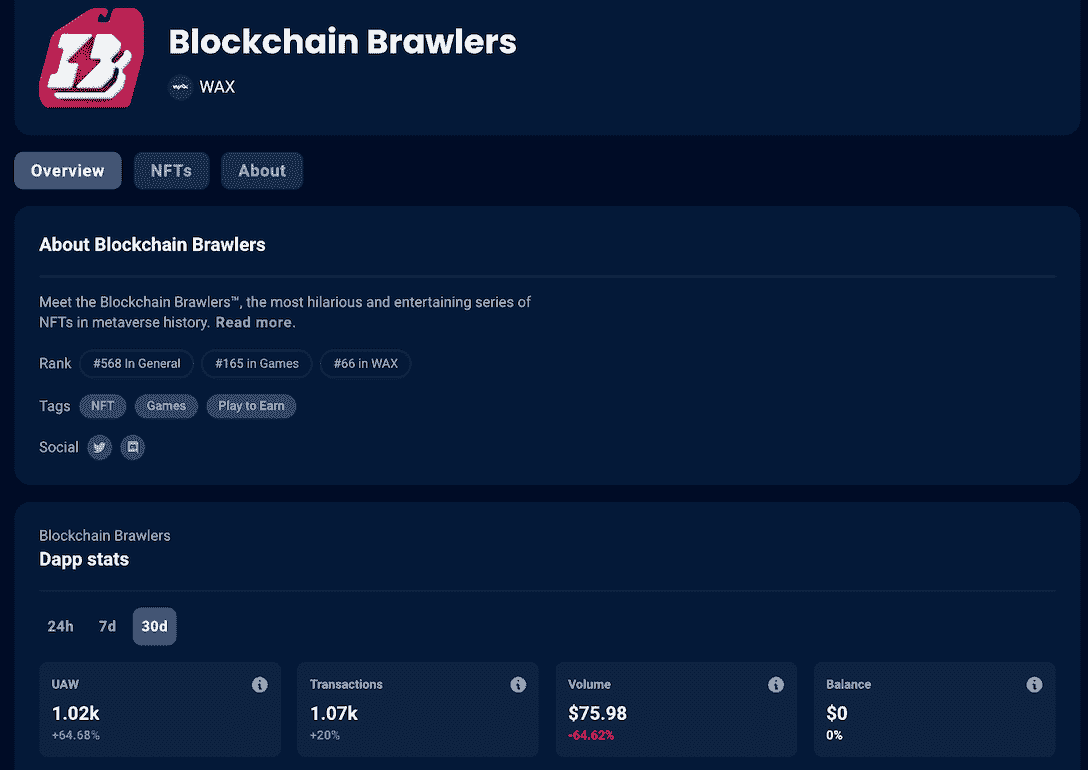 Blockchain Brawlers
WAX
Overview
NFTs
About
About Blockchain Brawlers
Meet the Blockchain Brawlers™, the most hilarious and entertaining series of
NFTs in metaverse history. Read more.
Rank
#568 In General
#165 in Games
#66 in WAX
Tags
NFT
Games
Play to Earn
Social
Blockchain Brawlers
Dapp stats
24h
7d
30d
UAW
1.02k
+64.68%
Transactions
1.07k
+20%
Volume
$75.98
-64.62%
Balance
$0
0%